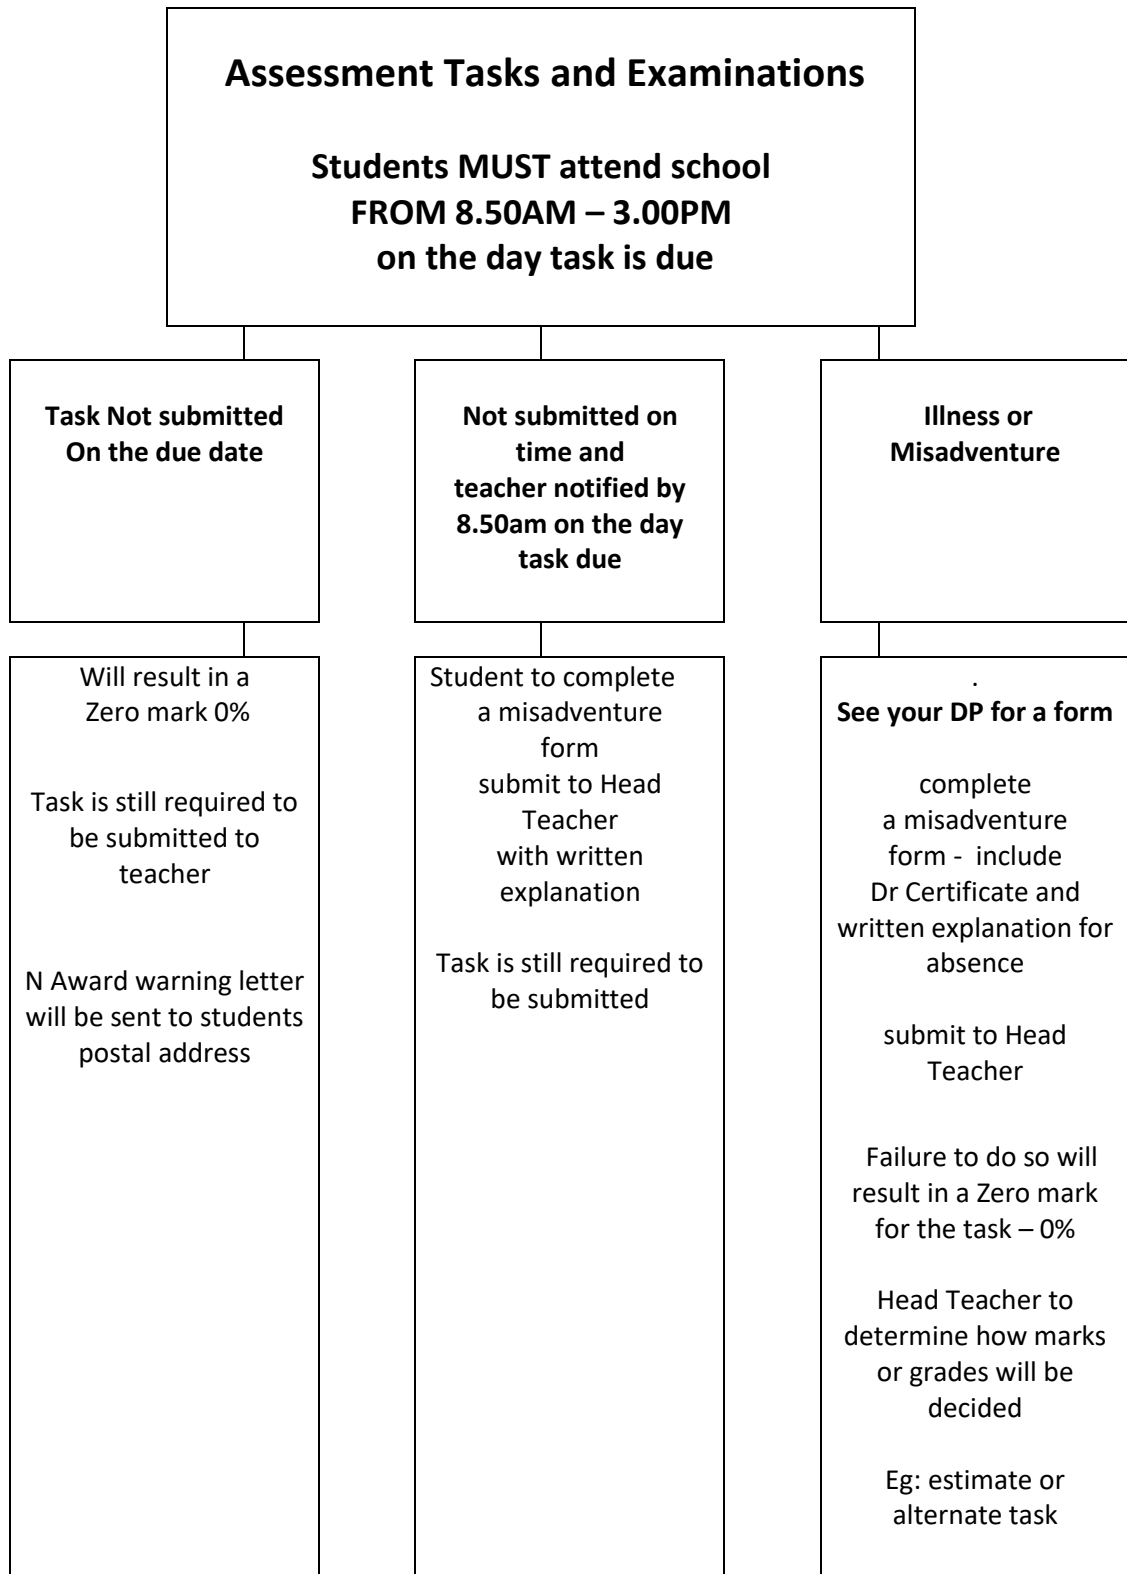 Assessment Tasks and Examinations
Students MUST attend school
FROM 8.50AM – 3.00PM
on the day task is due
Task Not submitted
On the due date
Not submitted on
time and
teacher notified by
8.50am on the day
task due
Illness or
Misadventure
Will result in a
Zero mark 0%
Task is still required to
be submitted to
teacher
N Award warning letter
will be sent to students
postal address
Student to complete
a misadventure
form
submit to Head
Teacher
with written
explanation
Task is still required to
be submitted
.
See your DP for a form
complete
a misadventure
form - include
Dr Certificate and
written explanation for
absence
submit to Head
Teacher
Failure to do so will
result in a Zero mark
for the task – 0%
Head Teacher to
determine how marks
or grades will be
decided
Eg: estimate or
alternate task